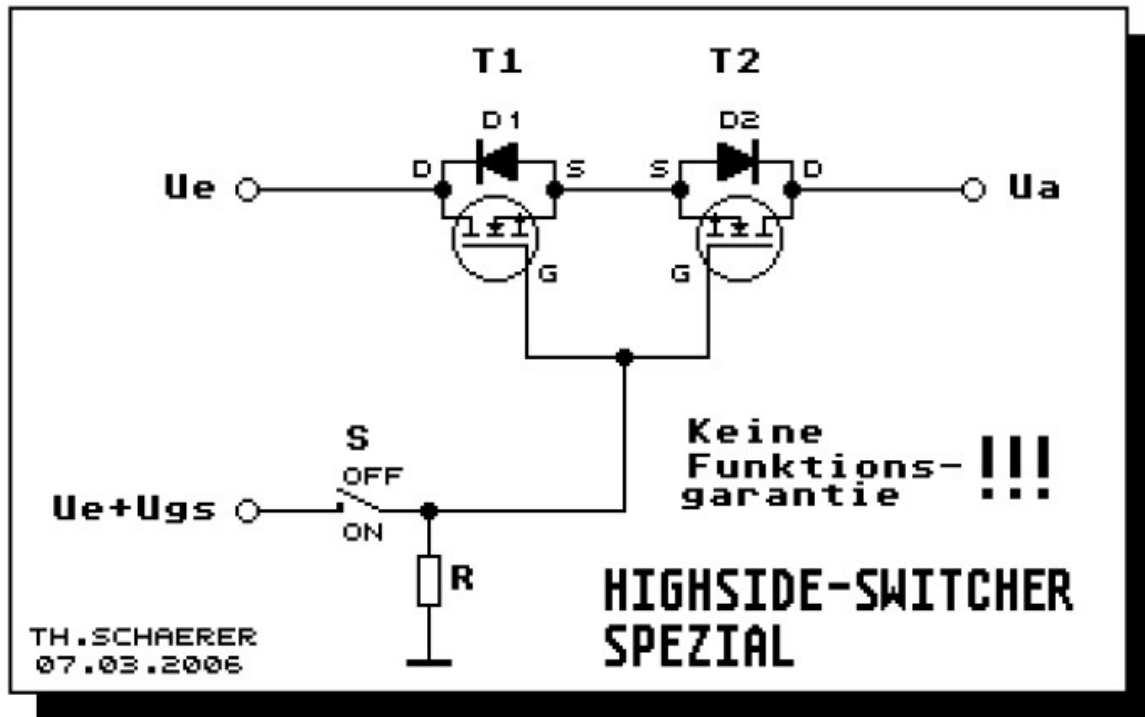 T1 T2
D1 D2
D S S D
Ue Ua
G G
S
OFF
Ue+Ugs
ON
R
Keine
Funktions- !!!
garantie
HIGHSIDE-SWITCHER
SPEZIAL
TH.SCHAERER
07.03.2006